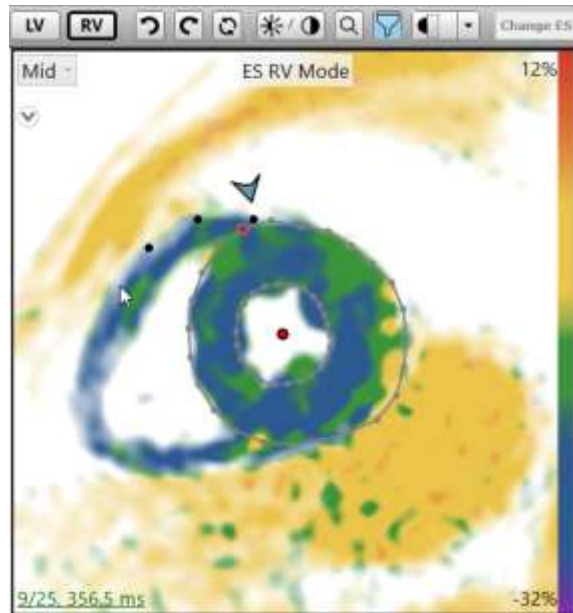 LV RV Change ES
Mid ES RV Mode 12%
9/25, 356.5 ms -32%